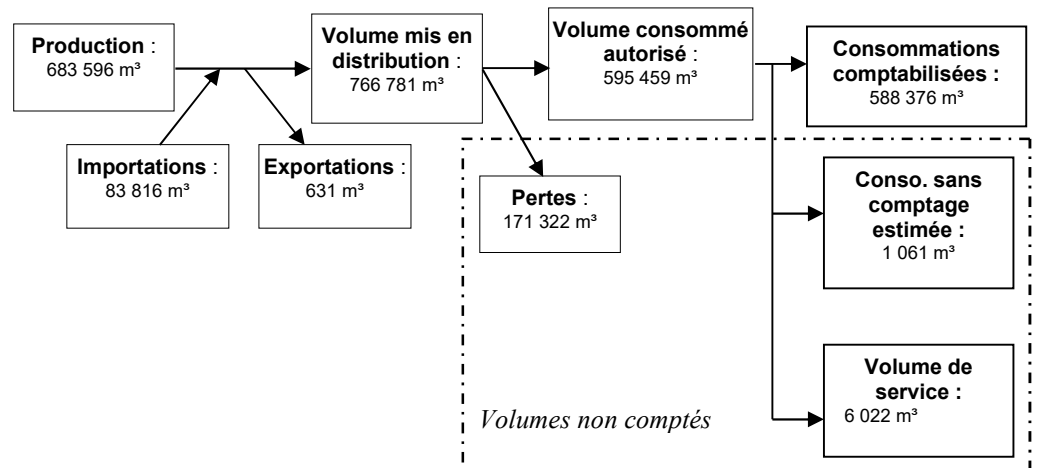 Production :
683 596 m³
Volume mis en
distribution :
766 781 m³
Volume consommé
autorisé :
595 459 m³
Consommations
comptabilisées :
588 376 m³
Importations :
83 816 m³
Exportations :
631 m³
Pertes :
171 322 m³
Conso. sans
comptage
estimée :
1 061 m³
Volume de
service :
6 022 m³
Volumes non comptés